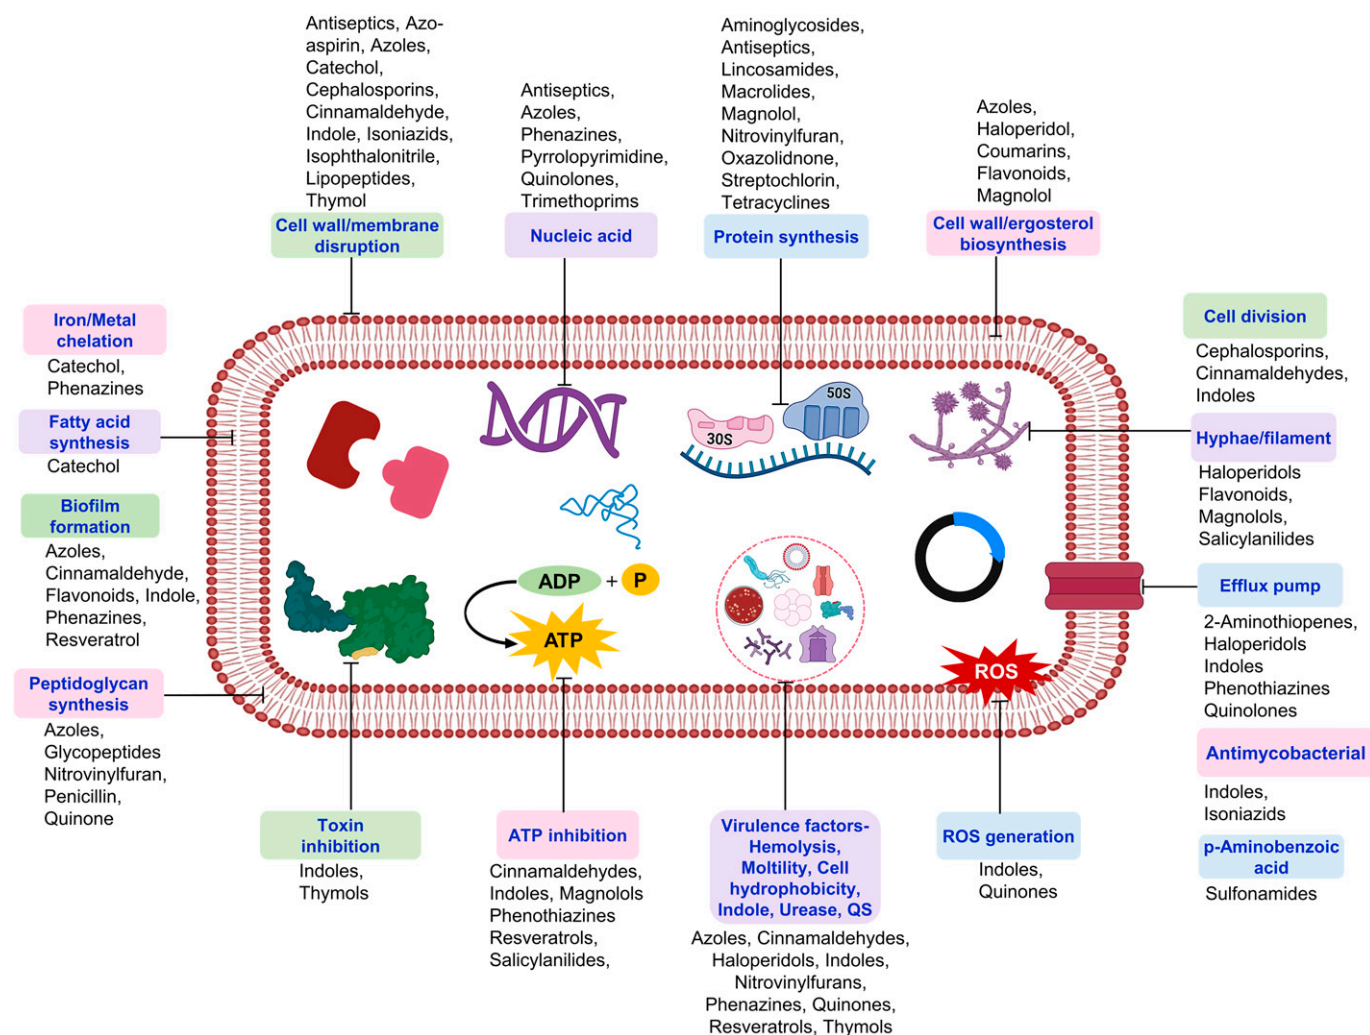 Antiseptics, Azo-
aspirin, Azoles,
Catechol,
Cephalosporins,
Cinnamaldehyde,
Indole, Isoniazids,
Isophthalonitrile,
Lipopeptides,
Thymol
Cell wall/membrane
disruption
Antiseptics,
Azoles,
Phenazines,
Pyrrolopyrimidine,
Quinolones,
Trimethoprims
Nucleic acid
Aminoglycosides,
Antiseptics,
Lincosamides,
Macrolides,
Magnolol,
Nitrovinylfuran,
Oxazolidnone,
Streptochlorin,
Tetracyclines
Protein synthesis
Azoles,
Haloperidol,
Coumarins,
Flavonoids,
Magnolol
Cell wall/ergosterol
biosynthesis
Iron/Metal
chelation
Catechol,
Phenazines
Fatty acid
synthesis
Catechol
Biofilm
formation
Azoles,
Cinnamaldehyde,
Flavonoids, Indole,
Phenazines,
Resveratrol
Peptidoglycan
synthesis
Azoles,
Glycopeptides
Nitrovinylfuran,
Penicillin,
Quinone
30S
50S
ADP + P
ATP
ROS
Cell division
Cephalosporins,
Cinnamaldehydes,
Indoles
Hyphae/filament
Haloperidols
Flavonoids,
Magnolols,
Salicylanilides
Efflux pump
2-Aminothiopenes,
Haloperidols
Indoles
Phenothiazines
Quinolones
Antimycobacterial
Indoles,
Isoniazids
p-Aminobenzoic
acid
Sulfonamides
Toxin
inhibition
Indoles,
Thymols
ATP inhibition
Cinnamaldehydes,
Indoles, Magnolols
Phenothiazines
Resveratrols,
Salicylanilides,
Virulence factors-
Hemolysis,
Moltility, Cell
hydrophobicity,
Indole, Urease, QS
Azoles, Cinnamaldehydes,
Haloperidols, Indoles,
Nitrovinylfurans,
Phenazines, Quinones,
Resveratrols, Thymols
ROS generation
Indoles,
Quinones